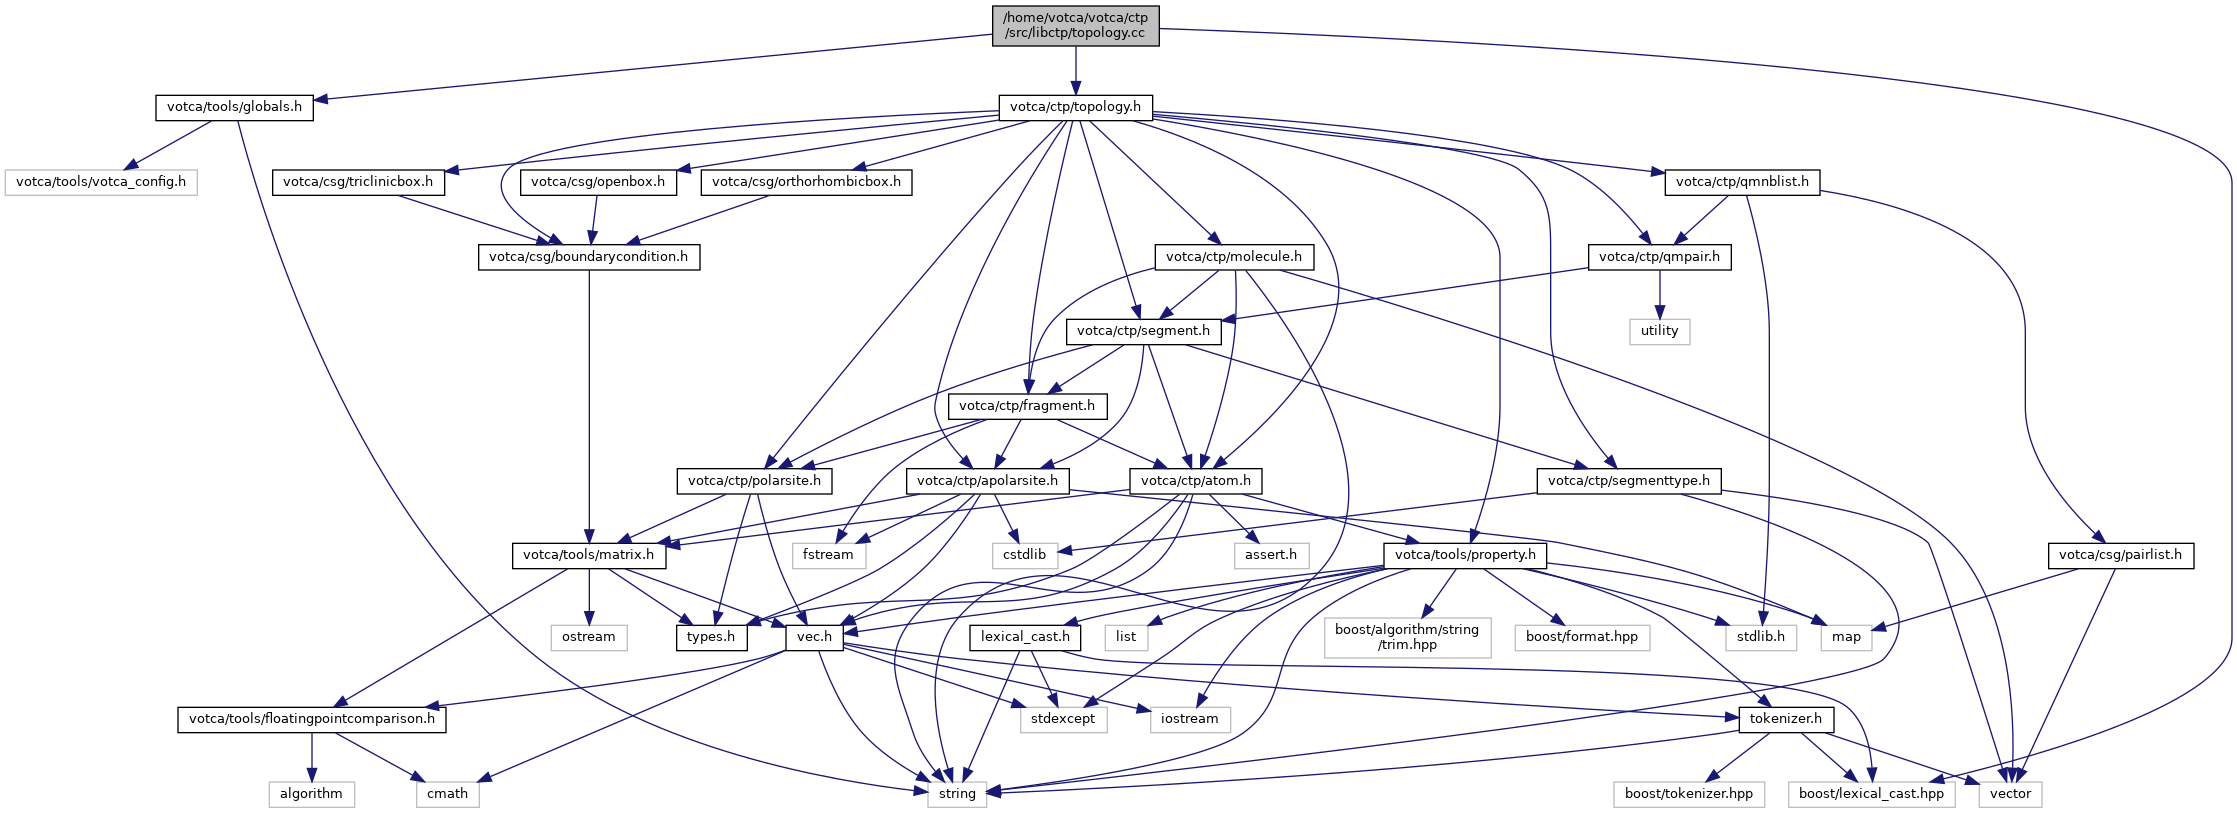 /home/votca/votca/ctp
/src/libctp/topology.cc
votca/tools/globals.h
votca/ctp/topology.h
votca/tools/votca_config.h
votca/csg/triclinicbox.h
votca/csg/openbox.h
votca/csg/orthorhombicbox.h
votca/ctp/qmnblist.h
votca/csg/boundarycondition.h
votca/ctp/molecule.h
votca/ctp/qmpair.h
votca/ctp/segment.h
utility
votca/ctp/fragment.h
votca/ctp/polarsite.h
votca/ctp/apolarsite.h
votca/ctp/atom.h
votca/ctp/segmenttype.h
votca/tools/matrix.h
fstream
cstdlib
assert.h
votca/tools/property.h
votca/csg/pairlist.h
ostream
types.h
vec.h
lexical_cast.h
list
boost/algorithm/string
/trim.hpp
boost/format.hpp
stdlib.h
map
votca/tools/floatingpointcomparison.h
stdexcept
iostream
tokenizer.h
algorithm
cmath
string
boost/tokenizer.hpp
boost/lexical_cast.hpp
vector